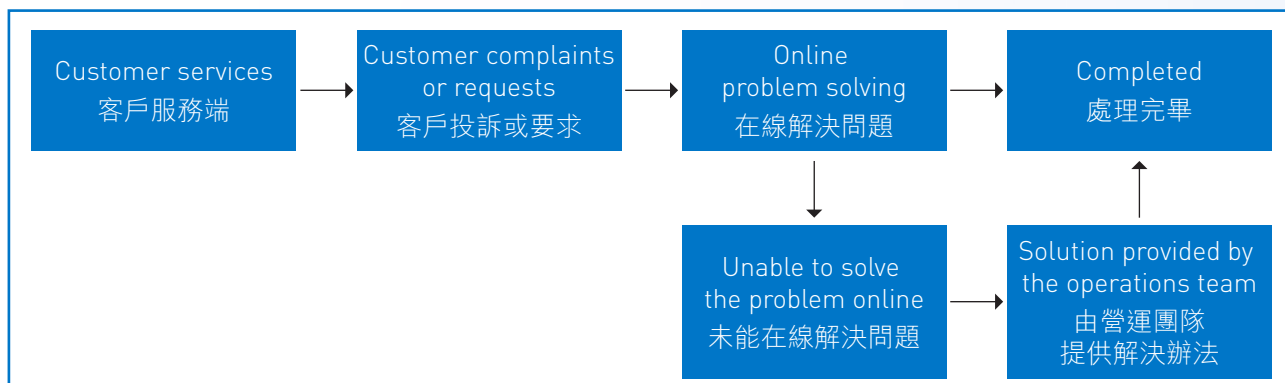 Customer services
客戶服務端
Customer complaints
or requests
客戶投訴或要求
Online
problem solving
在線解決問題
Completed
處理完畢
Unable to solve
the problem online
未能在線解決問題
Solution provided by
the operations team
由營運團隊
提供解決辦法